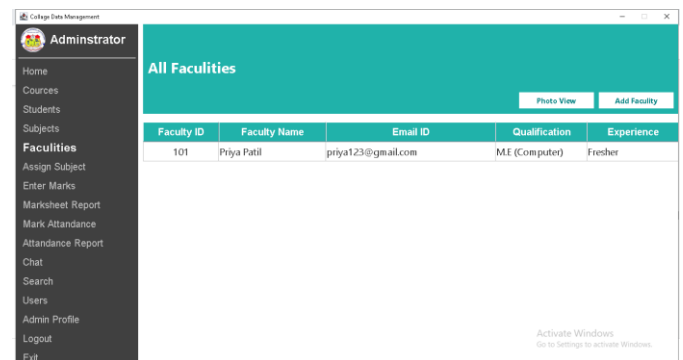 College Data Management
Adminstrator
Home
Cources
Students
Subjects
Faculities
Assign Subject
Enter Marks
Marksheet Report
Mark Attandance
Attandance Report
Chat
Search
Users
Admin Profile
Logout
Exit
All Faculities
Photo View Add Faculity
Faculty ID Faculty Name Email ID Qualification Experience
101 Priya Patil priya123@gmail.com M.E (Computer) Fresher
Activate Windows
Go to Settings to activate Windows.